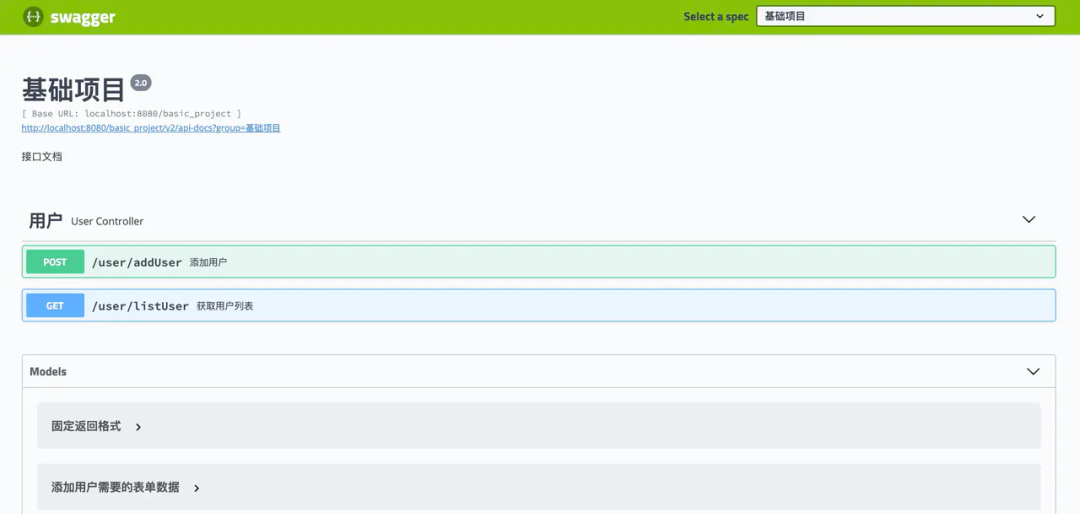 swagger
Select a spec 基础项目
基础项目 2.0
[ Base URL: localhost:8080/basic_project ]
http://localhost:8080/basic_project/v2/api-docs?group=基础项目
接口文档
用户 User Controller
POST /user/addUser 添加用户
GET /user/listUser 获取用户列表
Models
固定返回格式
添加用户需要的表单数据